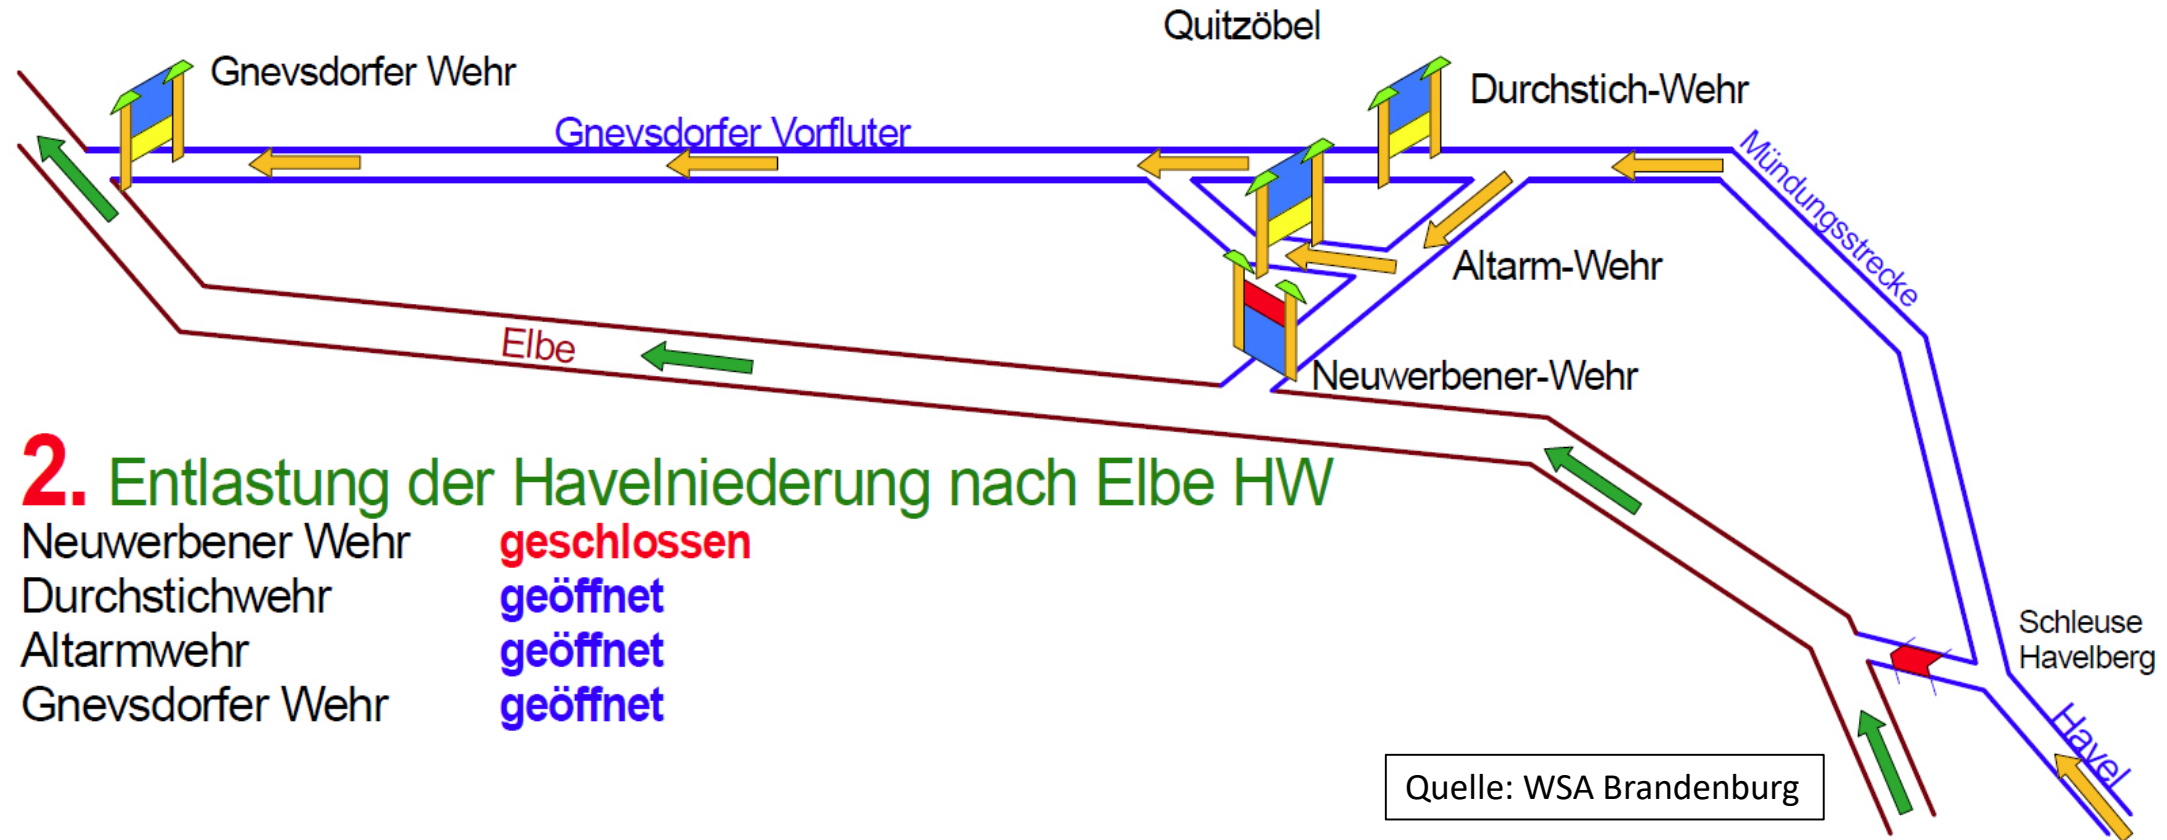 Quitzöbel
Gnevsdorfer Wehr
Durchstich-Wehr
Gnevsdorfer Vorfluter
Mündungsstrecke
Altarm-Wehr
Elbe
Neuwerbener-Wehr
2. Entlastung der Havelniederung nach Elbe HW
Neuwerbener Wehr geschlossen
Durchstichwehr geöffnet
Altarmwehr geöffnet
Gnevsdorfer Wehr geöffnet
Schleuse
Havelberg
Havel
Quelle: WSA Brandenburg